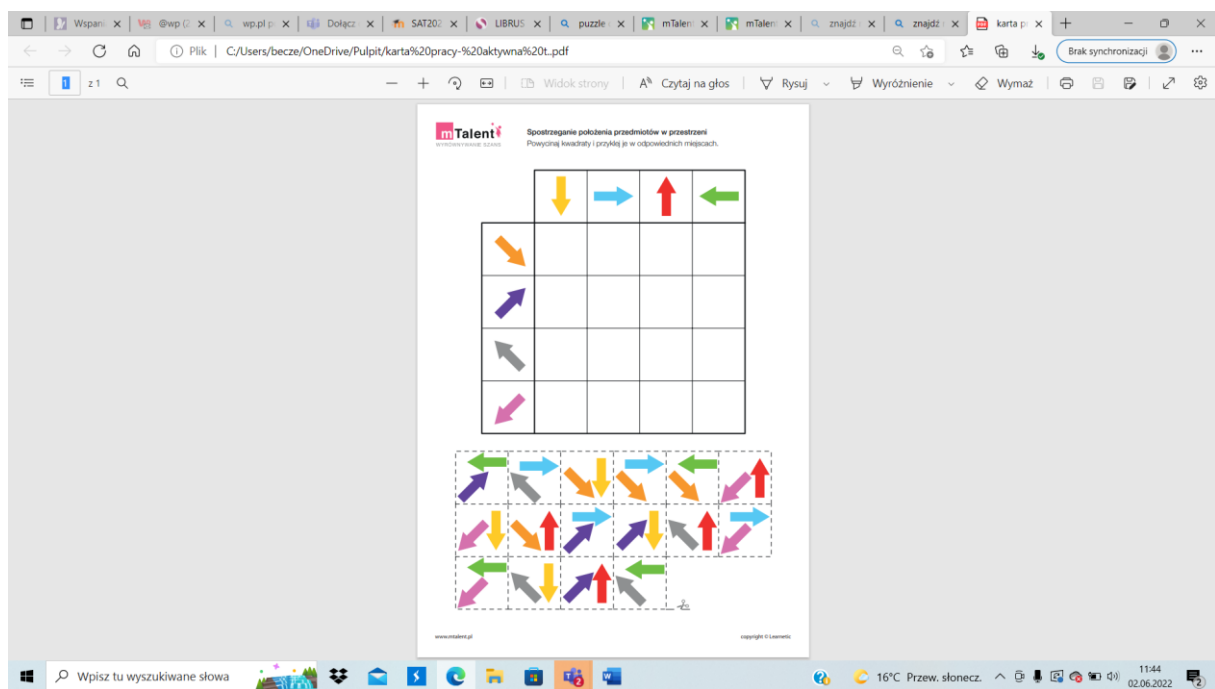 Wspani
@wp (2
wp.pl p
Dołącz
SAT202
LIBRUS
puzzle
mTalen
mTalen
znajdź
znajdź
karta pr
Plik | C:/Users/becze/OneDrive/Pulpit/karta%20pracy-%20aktywna%20t..pdf
Brak synchronizacji
1 z 1
Widok strony
Czytaj na głos
Rysuj
Wyróżnienie
Wymaż
mTalent
WYRÓWNYWANIE SZANS
Spostrzeganie położenia przedmiotów w przestrzeni
Powycinaj kwadraty i przyklej je w odpowiednich miejscach.
www.mtalent.pl
copyright © Learnetic
Wpisz tu wyszukiwane słowa
16°C Przew. słonecz.
11:44
02.06.2022